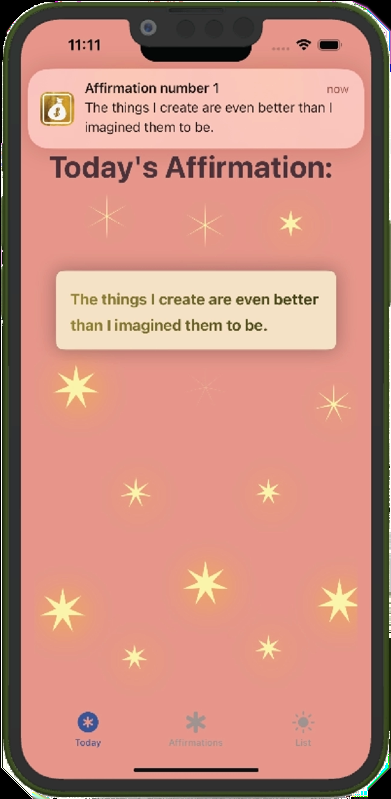 11:11
Affirmation number 1
now
The things I create are even better than I
imagined them to be.
Today's Affirmation:
The things I create are even better
than I imagined them to be.
Today
Affirmations
List